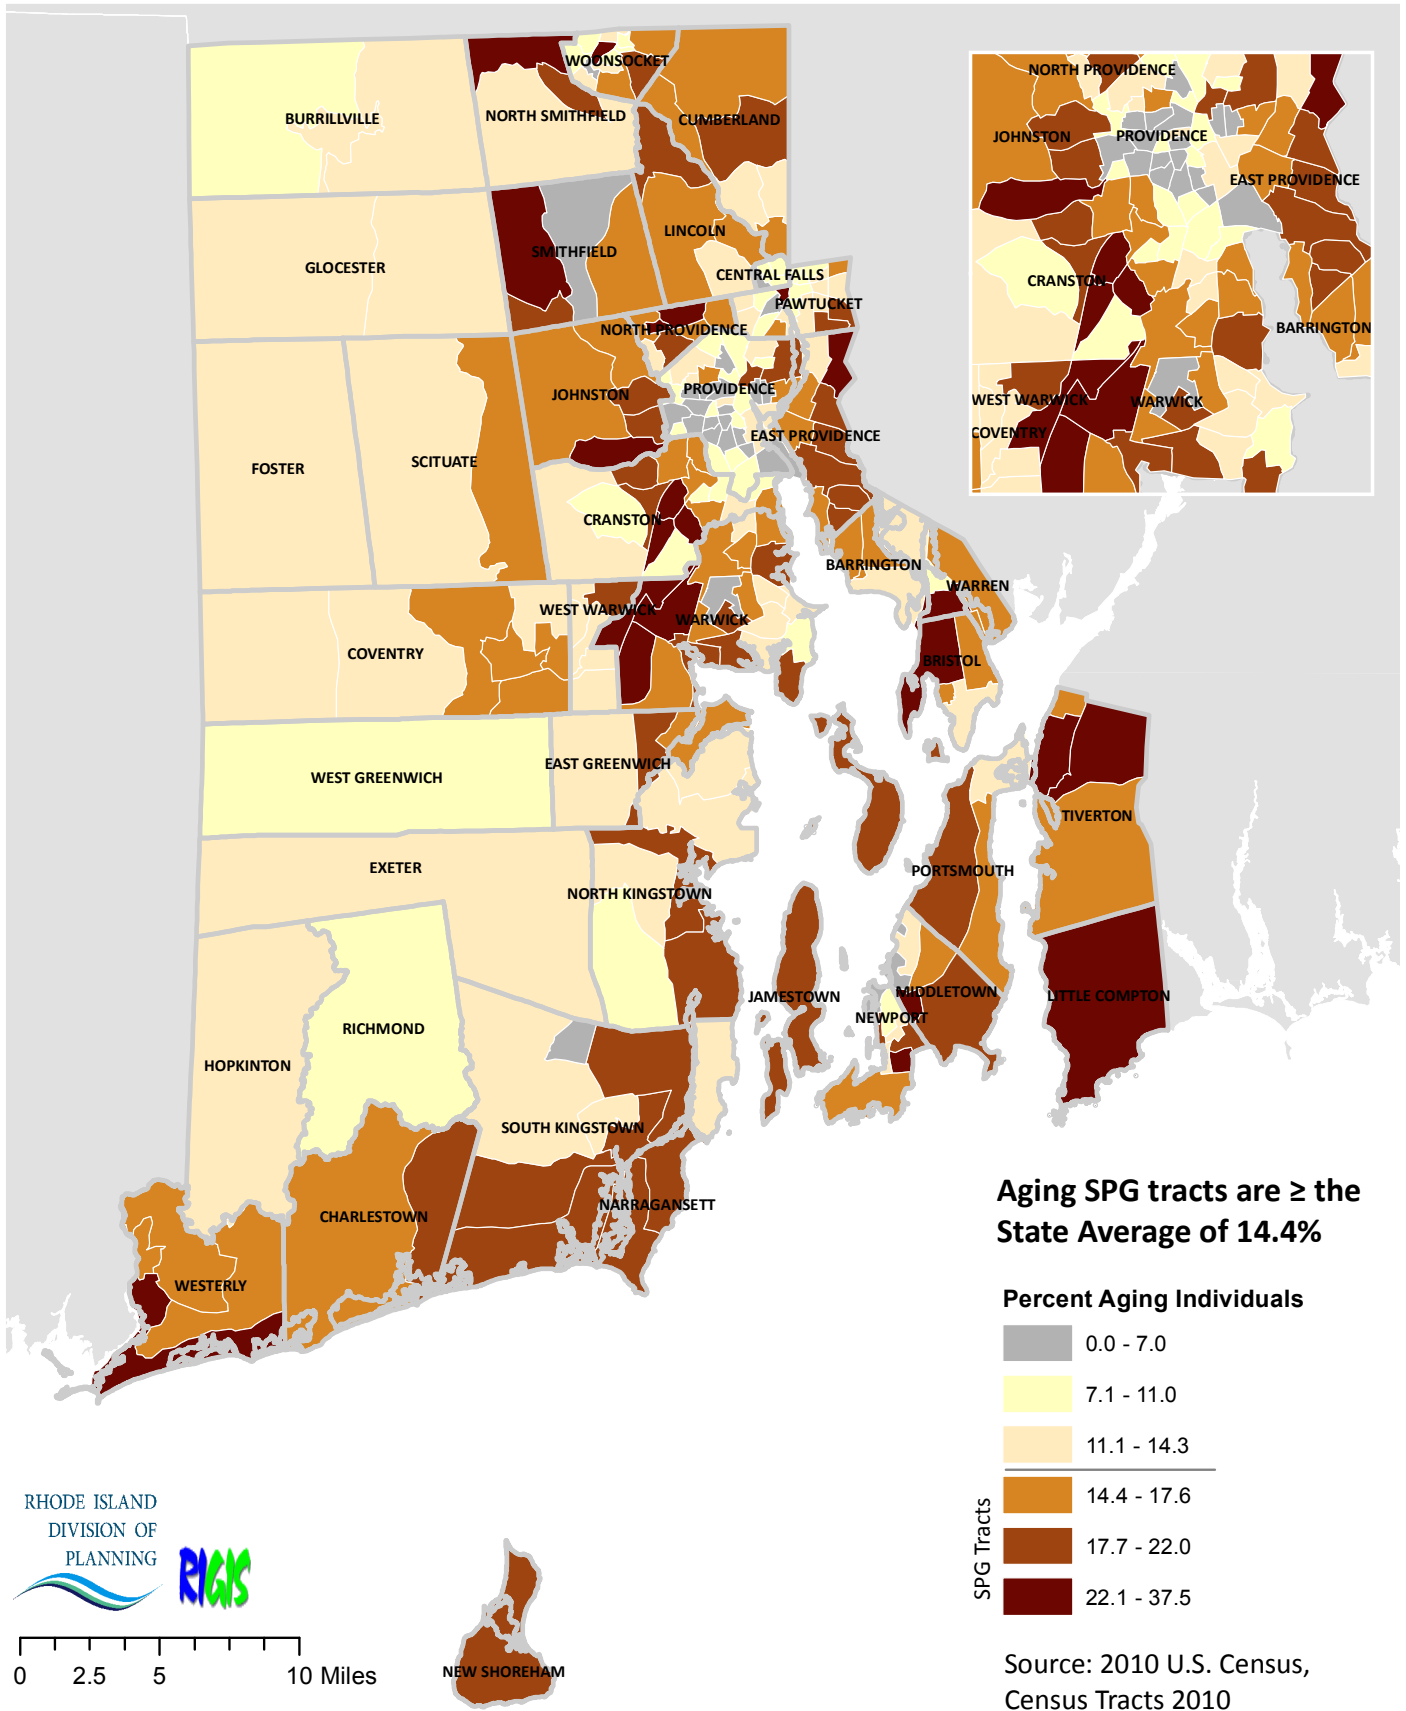 WOONSOCKET
BURRILLVILLE
NORTH SMITHFIELD
CUMBERLAND
GLOCESTER
SMITHFIELD
LINCOLN
CENTRAL FALLS
PAWTUCKET
NORTH PROVIDENCE
JOHNSTON
PROVIDENCE
EAST PROVIDENCE
FOSTER
SCITUATE
CRANSTON
BARRINGTON
WARREN
WEST WARWICK
WARWICK
COVENTRY
BRISTOL
WEST GREENWICH
EAST GREENWICH
TIVERTON
EXETER
PORTSMOUTH
NORTH KINGSTOWN
JAMESTOWN
MIDDLETOWN
LITTLE COMPTON
NEWPORT
RICHMOND
HOPKINTON
SOUTH KINGSTOWN
NARRAGANSETT
CHARLESTOWN
WESTERLY
NEW SHOREHAM
NORTH PROVIDENCE
JOHNSTON
PROVIDENCE
EAST PROVIDENCE
CRANSTON
BARRINGTON
WEST WARWICK
WARWICK
COVENTRY
Aging SPG tracts are ≥ the
State Average of 14.4%
Percent Aging Individuals
0.0 - 7.0
7.1 - 11.0
11.1 - 14.3
SPG Tracts
14.4 - 17.6
17.7 - 22.0
22.1 - 37.5
Source: 2010 U.S. Census,
Census Tracts 2010
RHODE ISLAND
DIVISION OF
PLANNING
RIGIS
0 2.5 5 10 Miles